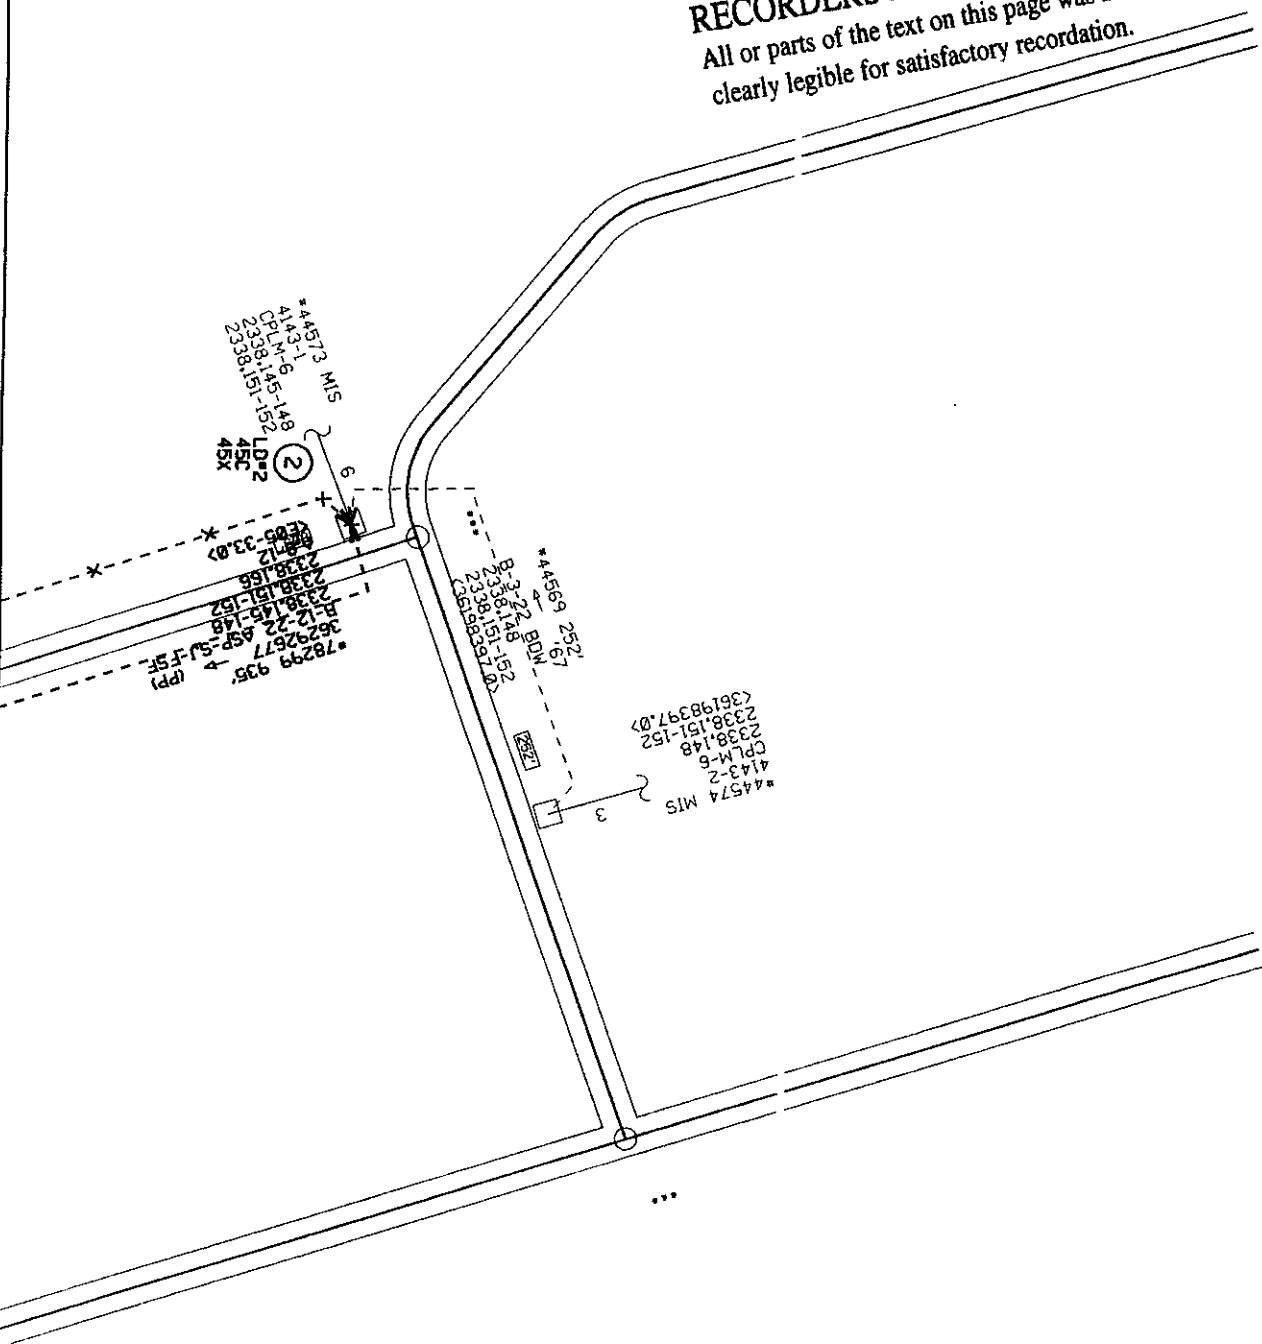 RECORDERS
All or parts of the text on this page was
clearly legible for satisfactory recordation.
*44573 MIS
4143-1
CPLM-6
2338,145-148
2338,151-152
2
LD*2
45C
45X
6
*78299 935'
36292677 (PP)
B-12-22 ASP-SJ-FSF
2338,145-148
2338,151-152
2338,166
B-12
<E05-33.0>
*44569 252'
'67
B-3-22 BDW
2338,148
2338,151-152
<36198397.0>
252'
3
*44574 MIS
4143-2
CPLM-6
2338,148
2338,151-152
<36198397.0>